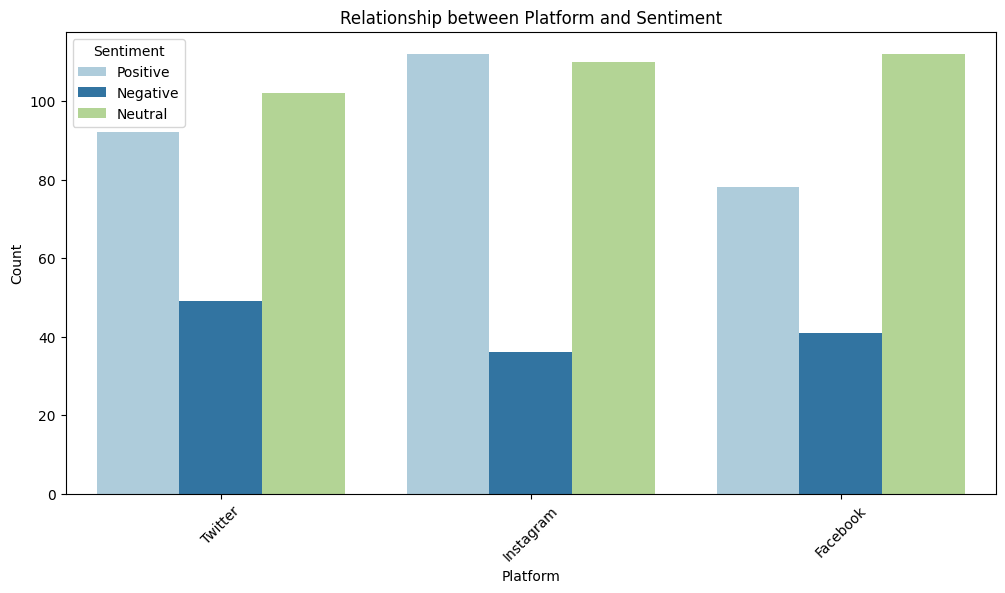 Relationship between Platform and Sentiment
Sentiment
Positive
Negative
Neutral
Count
100
80
60
40
20
0
Twitter
Instagram
Facebook
Platform